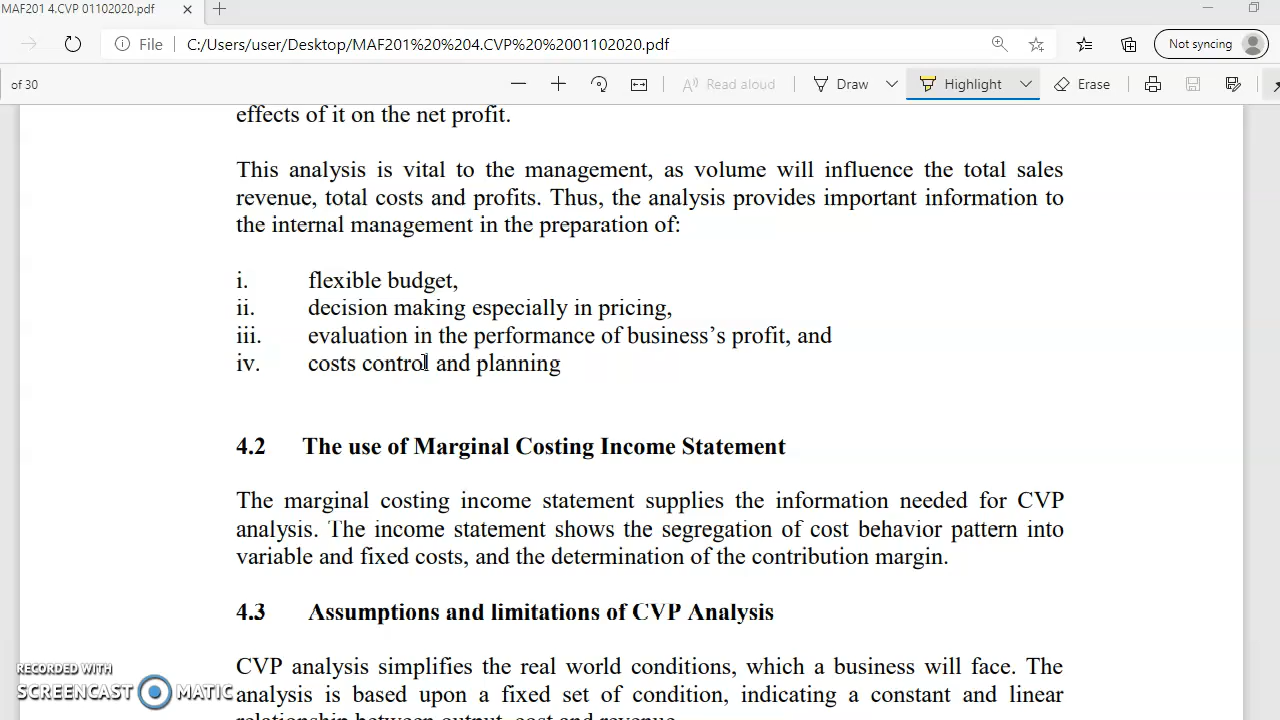 MAF201 4.CVP 01102020.pdf
File
C:/Users/user/Desktop/MAF201%20%204.CVP%20%2001102020.pdf
Not syncing
of 30
Read aloud
Draw
Highlight
Erase
effects of it on the net profit.
This analysis is vital to the management, as volume will influence the total sales
revenue, total costs and profits. Thus, the analysis provides important information to
the internal management in the preparation of:
i. flexible budget,
ii. decision making especially in pricing,
iii. evaluation in the performance of business's profit, and
iv. costs control and planning
4.2 The use of Marginal Costing Income Statement
The marginal costing income statement supplies the information needed for CVP
analysis. The income statement shows the segregation of cost behavior pattern into
variable and fixed costs, and the determination of the contribution margin.
4.3 Assumptions and limitations of CVP Analysis
CVP analysis simplifies the real world conditions, which a business will face. The
analysis is based upon a fixed set of condition, indicating a constant and linear
relationship between output, cost and revenue.
RECORDED WITH
SCREENCAST MATIC